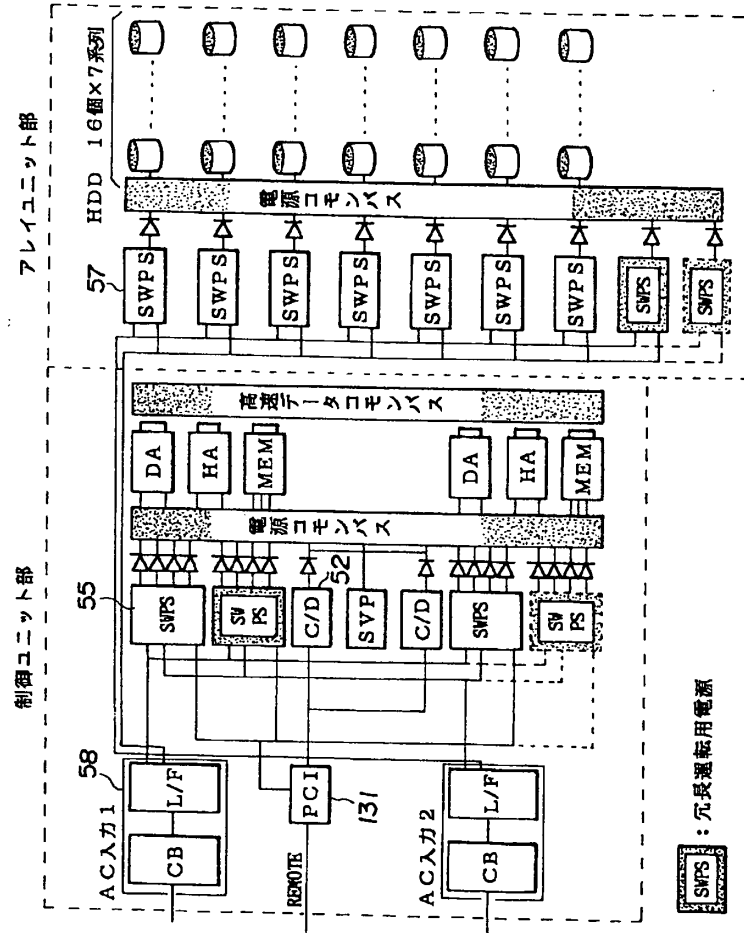 制御ユニット部
アレイユニット部
HDD 16個×7系列
AC入力1
58
CB
L/F
REMOTE
PCI
131
AC入力2
CB
L/F
55
SWPS
SW
PS
C/D
52
SVP
C/D
SWPS
SW
PS
電源コモンバス
DA
HA
MEM
DA
HA
MEM
高速データコモンバス
57
SWPS
SWPS
SWPS
SWPS
SWPS
SWPS
SWPS
SWPS
SWPS
電源コモンバス
SWPS
:冗長運転用電源